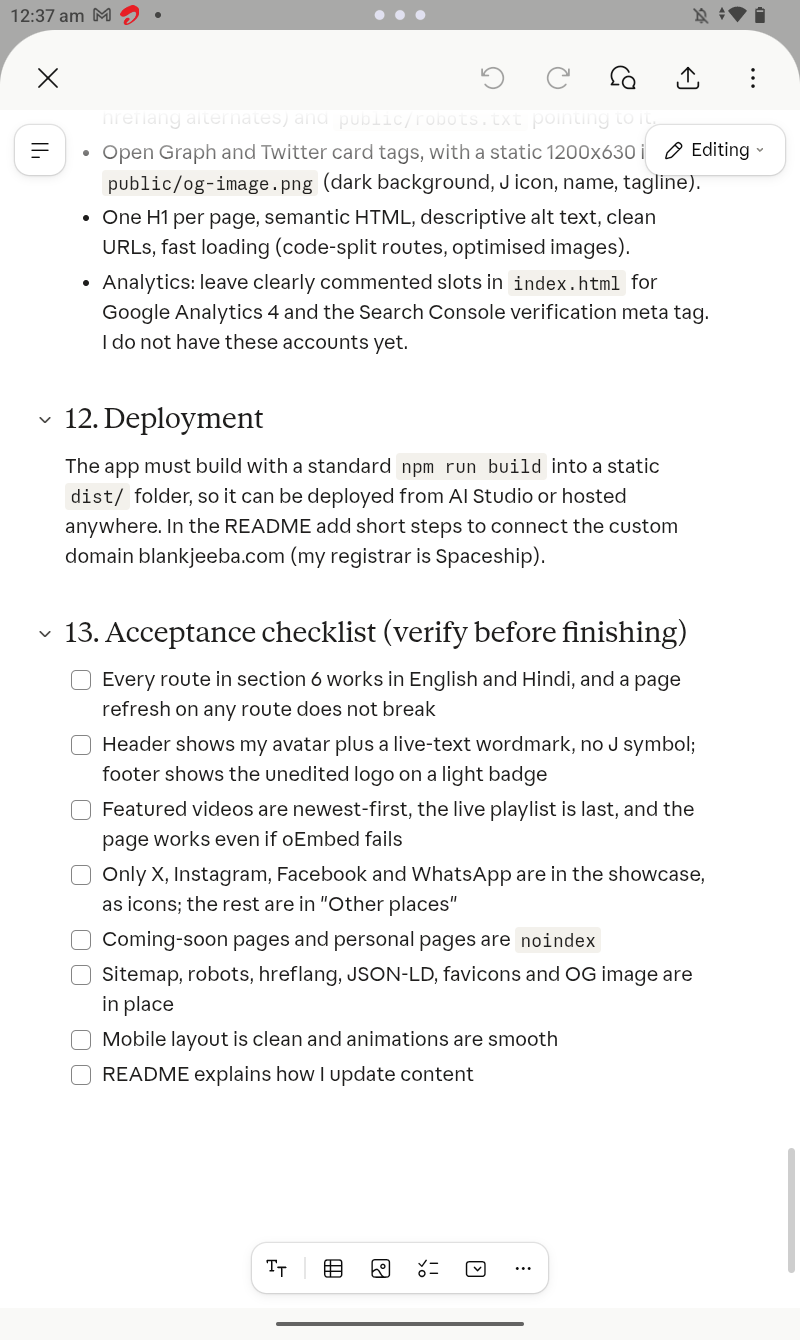 12:37 am
hreflang alternates) and public/robots.txt pointing to it.
Editing
Open Graph and Twitter card tags, with a static 1200x630
public/og-image.png (dark background, J icon, name, tagline).
One H1 per page, semantic HTML, descriptive alt text, clean
URLs, fast loading (code-split routes, optimised images).
Analytics: leave clearly commented slots in index.html for
Google Analytics 4 and the Search Console verification meta tag.
I do not have these accounts yet.
12. Deployment
The app must build with a standard npm run build into a static
dist/ folder, so it can be deployed from AI Studio or hosted
anywhere. In the README add short steps to connect the custom
domain blankjeeba.com (my registrar is Spaceship).
13. Acceptance checklist (verify before finishing)
Every route in section 6 works in English and Hindi, and a page
refresh on any route does not break
Header shows my avatar plus a live-text wordmark, no J symbol;
footer shows the unedited logo on a light badge
Featured videos are newest-first, the live playlist is last, and the
page works even if oEmbed fails
Only X, Instagram, Facebook and WhatsApp are in the showcase,
as icons; the rest are in "Other places"
Coming-soon pages and personal pages are noindex
Sitemap, robots, hreflang, JSON-LD, favicons and OG image are
in place
Mobile layout is clean and animations are smooth
README explains how I update content
TT